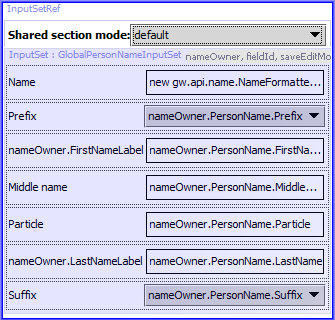 InputSetRef
Shared section mode: default
InputSet : GlobalPersonNameInputSet nameOwner, fieldId, saveEditMo
Name new gw.api.name.NameFormatte...
Prefix nameOwner.PersonName.Prefix
nameOwner.FirstNameLabel nameOwner.PersonName.FirstNa...
Middle name nameOwner.PersonName.Middle...
Particle nameOwner.PersonName.Particle
nameOwner.LastNameLabel nameOwner.PersonName.LastName
Suffix nameOwner.PersonName.Suffix